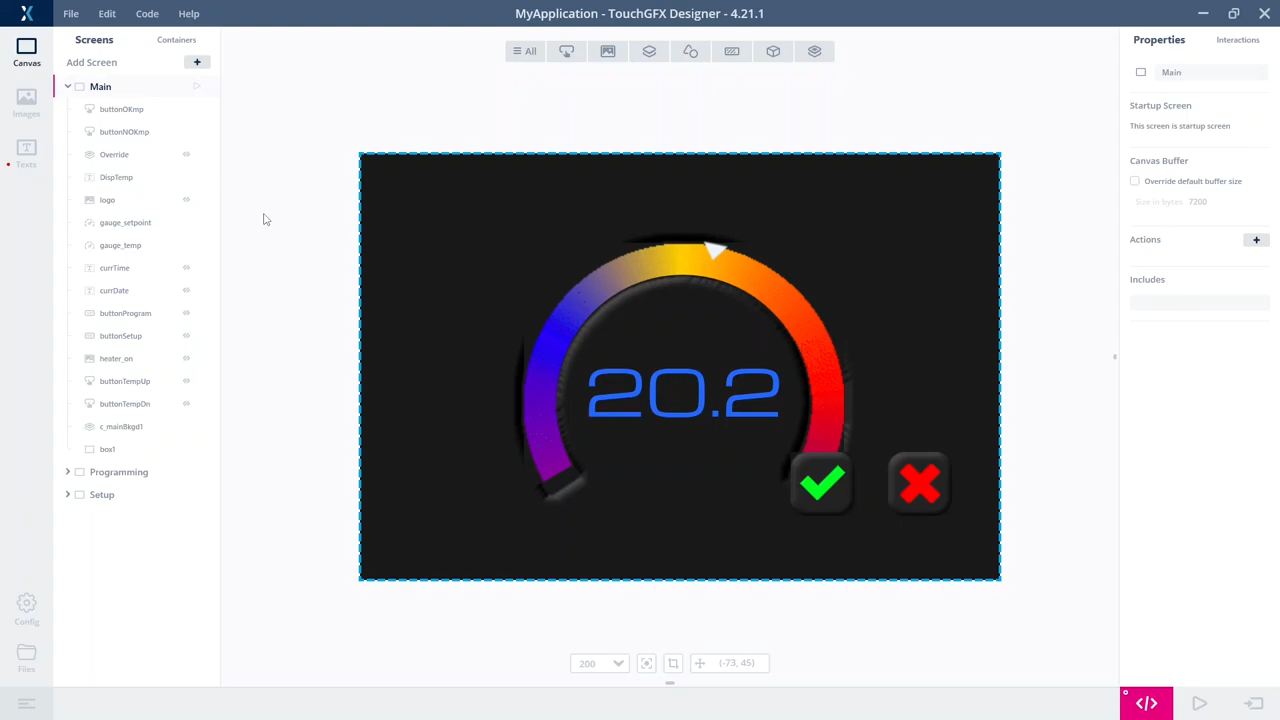 File Edit Code Help
MyApplication - TouchGFX Designer - 4.21.1
Canvas
Images
Texts
Config
Files
Screens Containers
Add Screen +
Main
buttonOKmp
buttonNOKmp
Override
DispTemp
logo
gauge_setpoint
gauge_temp
currTime
currDate
buttonProgram
buttonSetup
heater_on
buttonTempUp
buttonTempDn
c_mainBkgd1
box1
Programming
Setup
All
20.2
200
(-73, 45)
Properties Interactions
Main
Startup Screen
This screen is startup screen
Canvas Buffer
Override default buffer size
Size in bytes 7200
Actions +
Includes